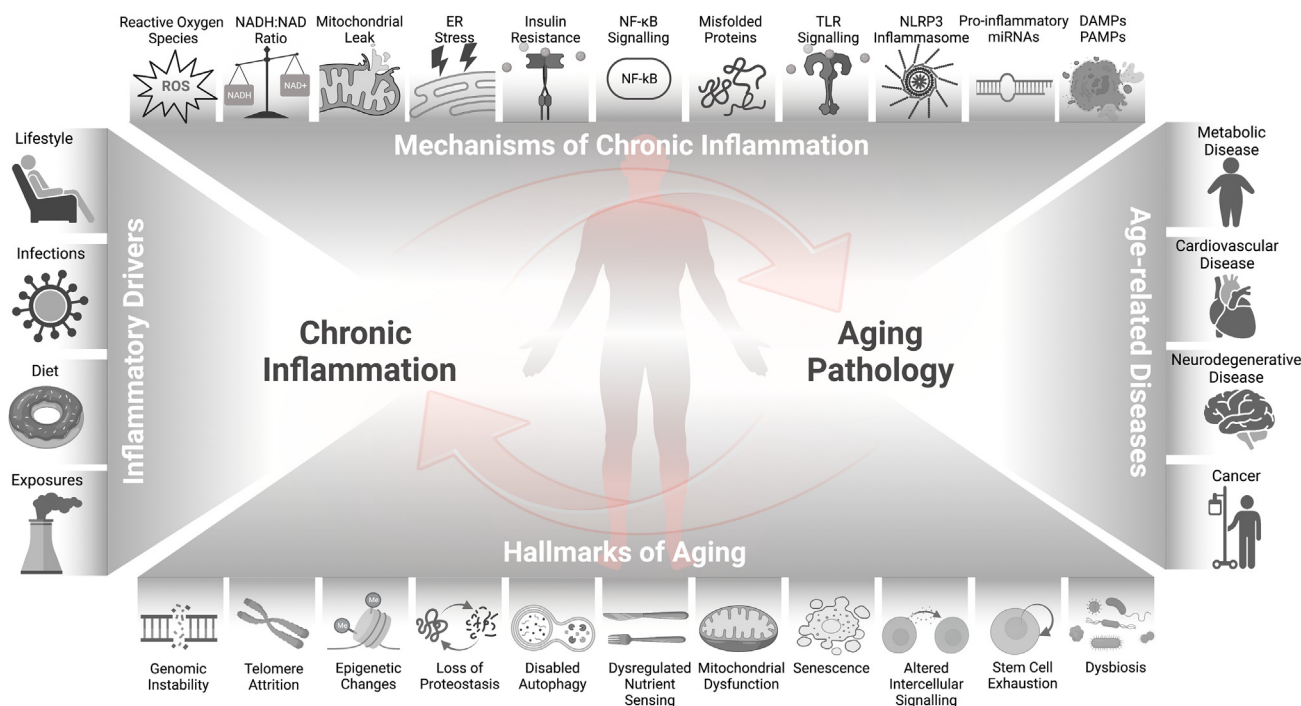 Reactive Oxygen
Species
NADH:NAD
Ratio
Mitochondrial
Leak
ER
Stress
Insulin
Resistance
NF-κB
Signalling
Misfolded
Proteins
TLR
Signalling
NLRP3
Inflammasome
Pro-inflammatory
miRNAs
DAMPs
PAMPs
ROS
NADH
NAD+
NF-kB
Mechanisms of Chronic Inflammation
Lifestyle
Infections
Diet
Exposures
Inflammatory Drivers
Chronic
Inflammation
Aging
Pathology
Age-related Diseases
Metabolic
Disease
Cardiovascular
Disease
Neurodegenerative
Disease
Cancer
Hallmarks of Aging
Me
Me
Genomic
Instability
Telomere
Attrition
Epigenetic
Changes
Loss of
Proteostasis
Disabled
Autophagy
Dysregulated
Nutrient
Sensing
Mitochondrial
Dysfunction
Senescence
Altered
Intercellular
Signalling
Stem Cell
Exhaustion
Dysbiosis